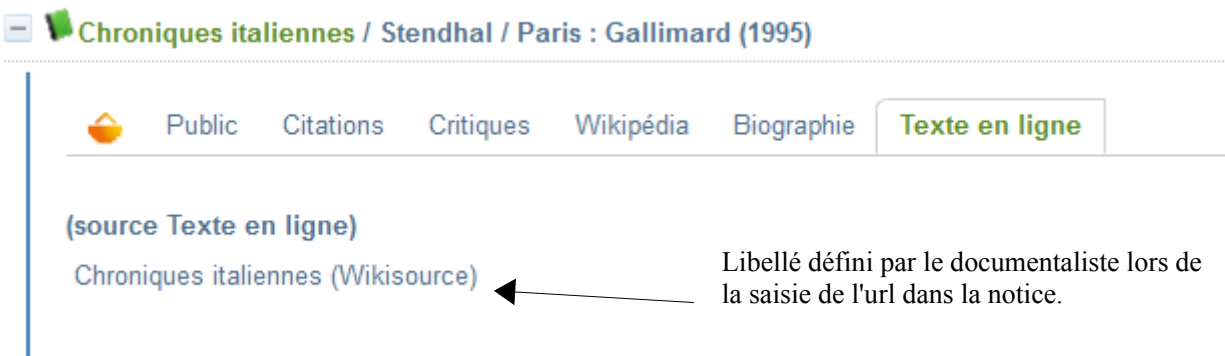 Chroniques italiennes / Stendhal / Paris : Gallimard (1995)
Public Citations Critiques Wikipédia Biographie Texte en ligne
(source Texte en ligne)
Chroniques italiennes (Wikisource)
Libellé défini par le documentaliste lors de
la saisie de l'url dans la notice.